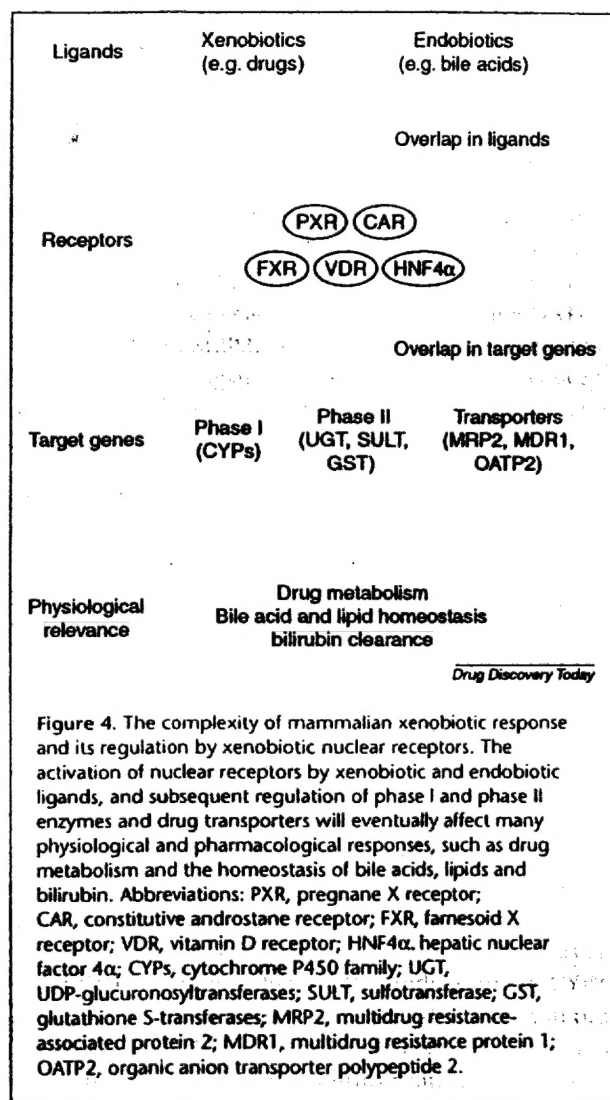 Ligands
Xenobiotics
(e.g. drugs)
Endobiotics
(e.g. bile acids)
Overlap in ligands
Receptors
PXR CAR
FXR VDR HNF4α
Overlap in target genes
Target genes
Phase I
(CYPs)
Phase II
(UGT, SULT,
GST)
Transporters
(MRP2, MDR1,
OATP2)
Physiological
relevance
Drug metabolism
Bile acid and lipid homeostasis
bilirubin clearance
Drug Discovery Today
Figure 4. The complexity of mammalian xenobiotic response
and its regulation by xenobiotic nuclear receptors. The
activation of nuclear receptors by xenobiotic and endobiotic
ligands, and subsequent regulation of phase I and phase II
enzymes and drug transporters will eventually affect many
physiological and pharmacological responses, such as drug
metabolism and the homeostasis of bile acids, lipids and
bilirubin. Abbreviations: PXR, pregnane X receptor;
CAR, constitutive androstane receptor; FXR, farnesoid X
receptor; VDR, vitamin D receptor; HNF4α. hepatic nuclear
factor 4α; CYPs, cytochrome P450 family; UGT,
UDP-glucuronosyltransferases; SULT, sulfotransferase; GST,
glutathione S-transferases; MRP2, multidrug resistance-
associated protein 2; MDR1, multidrug resistance protein 1;
OATP2, organic anion transporter polypeptide 2.